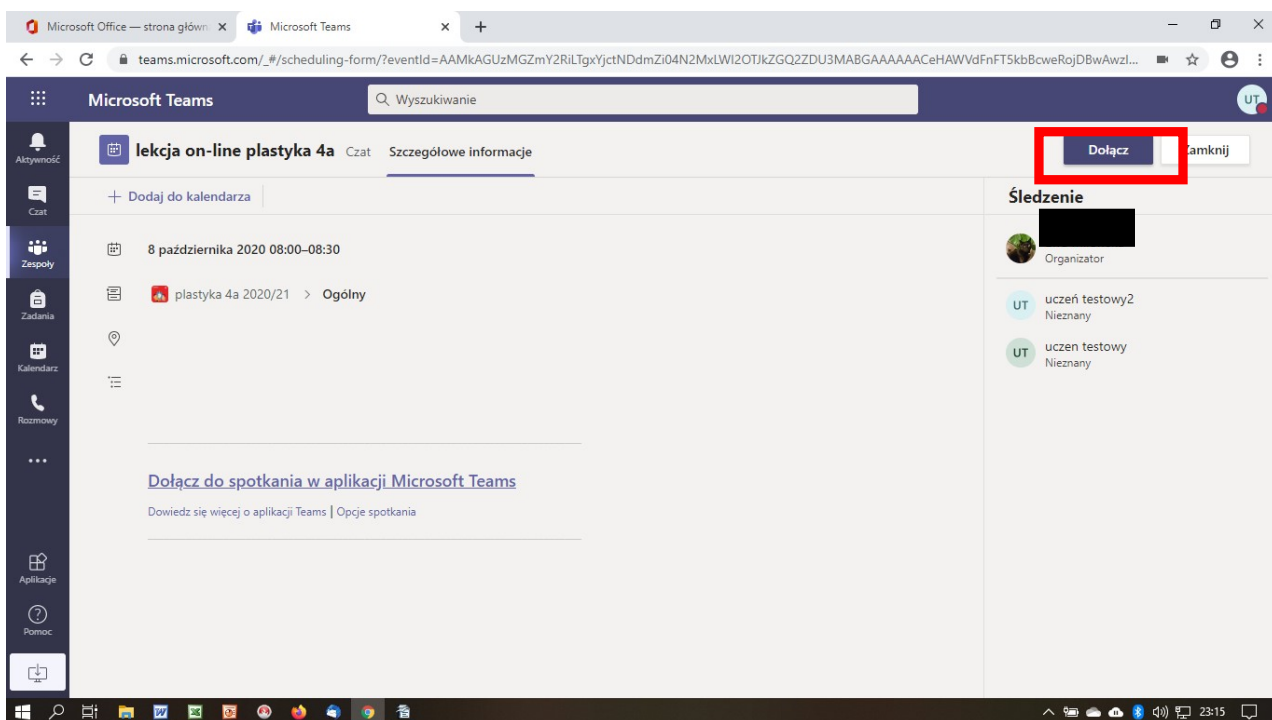 Microsoft Office — strona główn
Microsoft Teams
teams.microsoft.com/_#/scheduling-form/?eventId=AAMkAGUzMGZmY2RiLTgxYjctNDdmZi04N2MxLWI2OTJkZGQ2ZDU3MABGAAAAAACeHAWVdFnFT5kbBcweRojDBwAwzl...
Microsoft Teams
Wyszukiwanie
UT
Aktywność
Czat
Zespoły
Zadania
Kalendarz
Rozmowy
Aplikacje
Pomoc
lekcja on-line plastyka 4a Czat Szczegółowe informacje
Dołącz
Zamknij
+ Dodaj do kalendarza
8 października 2020 08:00–08:30
plastyka 4a 2020/21 > Ogólny
Dołącz do spotkania w aplikacji Microsoft Teams
Dowiedz się więcej o aplikacji Teams | Opcje spotkania
Śledzenie
Organizator
UT
uczeń testowy2
Nieznany
UT
uczen testowy
Nieznany
23:15